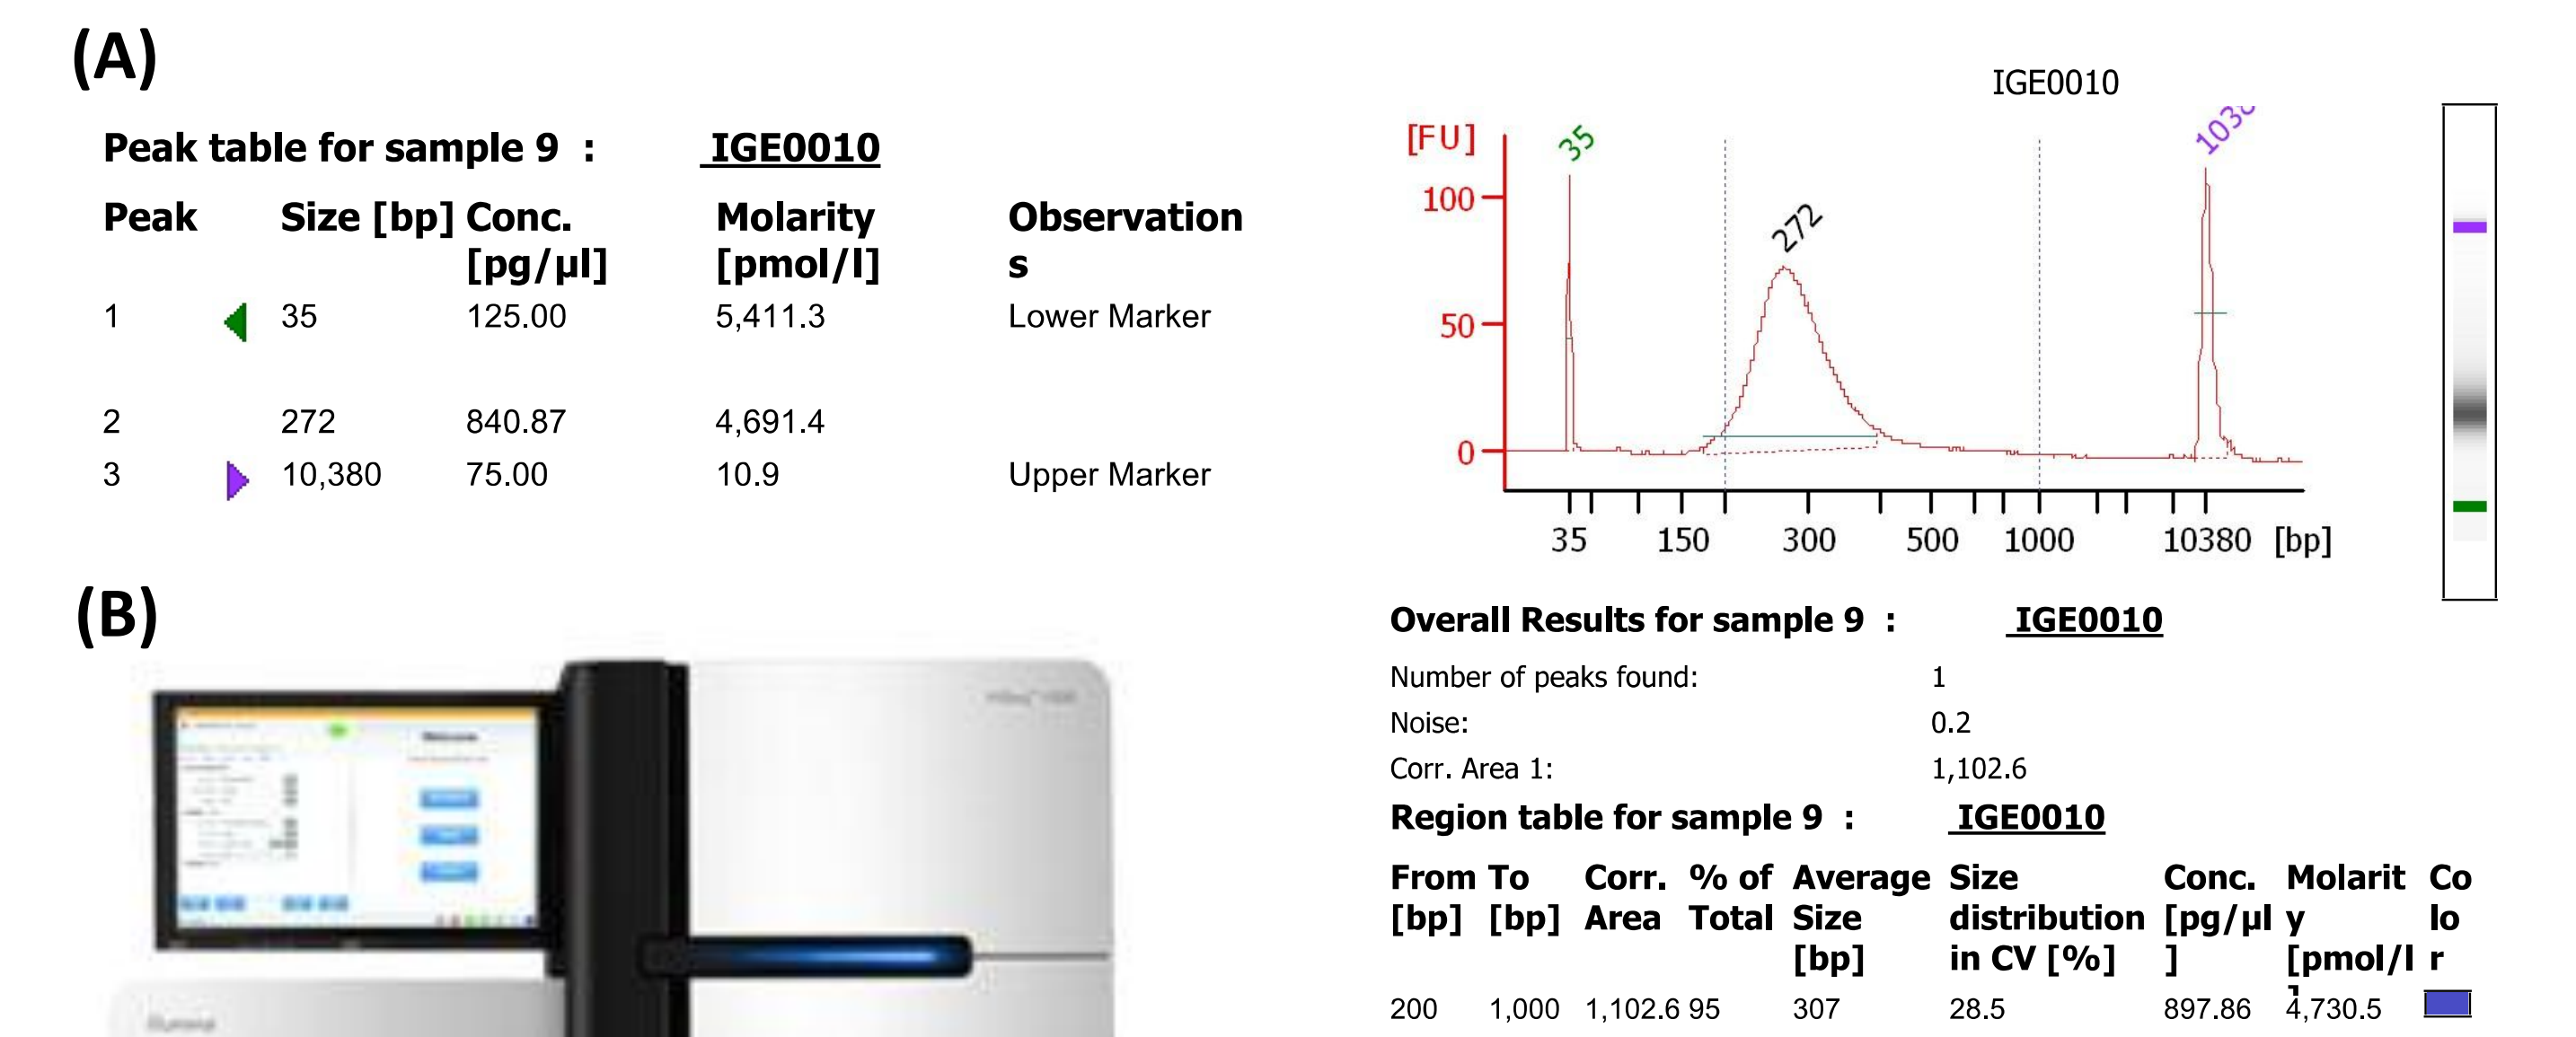 (A)
Peak table for sample 9 : IGE0010
Peak Size [bp] Conc. [pg/µl] Molarity [pmol/l] Observations
1 35 125.00 5,411.3 Lower Marker
2 272 840.87 4,691.4
3 10,380 75.00 10.9 Upper Marker
IGE0010
[FU]
35
272
100
50
0
35 150 300 500 1000 10380 [bp]
(B)
Overall Results for sample 9 : IGE0010
Number of peaks found: 1
Noise: 0.2
Corr. Area 1: 1,102.6
Region table for sample 9 : IGE0010
From To Corr. % of Average Size Conc. Molarit Co
[bp] [bp] Area Total Size distribution [pg/µl y lo
[bp] in CV [%] ] [pmol/l r
]
200 1,000 1,102.6 95 307 28.5 897.86 4,730.5